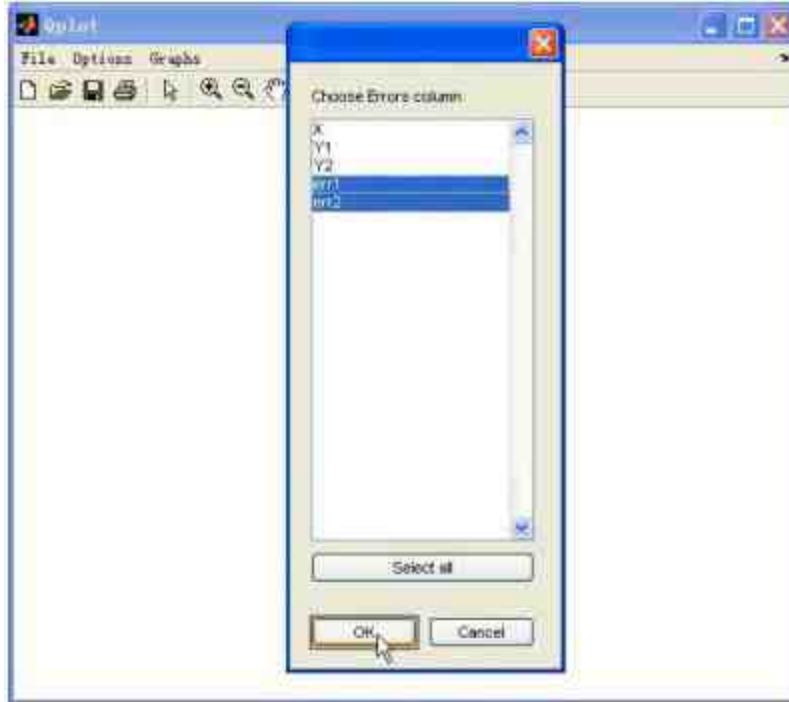 Qplot
File Options Graphs
Choose Errors column
X
Y1
Y2
err1
err2
Select all
OK
Cancel